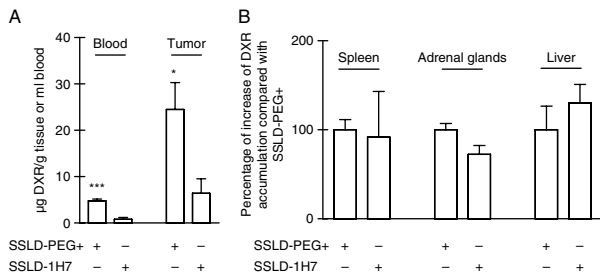 A
µg DXR/g tissue or ml blood
40
30
20
10
0
Blood
Tumor
***
*
SSLD-PEG+ + – + –
SSLD-1H7 – + – +
B
Percentage of increase of DXR
accumulation compared with
SSLD-PEG+
200
100
0
Spleen
Adrenal glands
Liver
SSLD-PEG+ + – + – + –
SSLD-1H7 – + – + – +